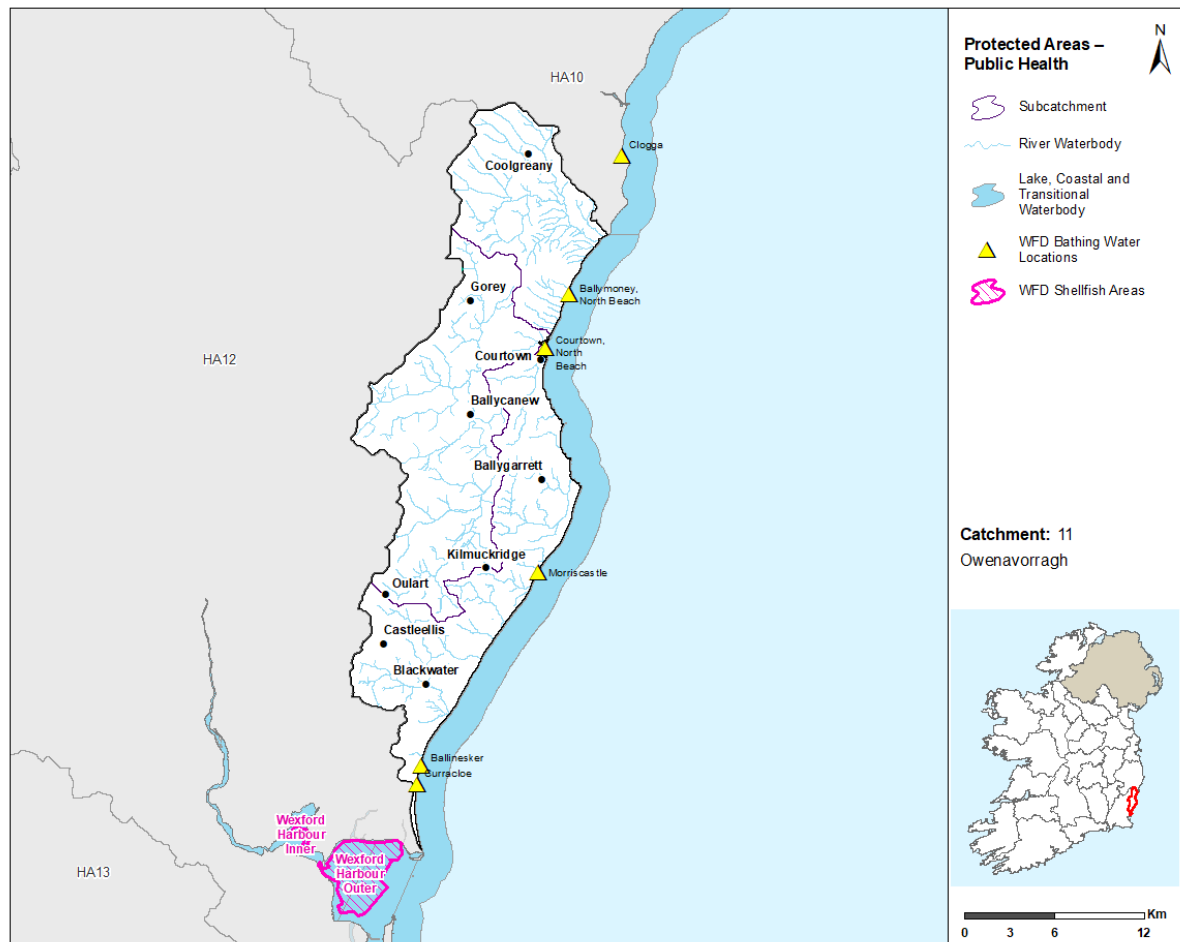 HA10
Clogga
Coolgreany
Gorey
Ballymoney,
North Beach
HA12
Courtown
Courtown,
North
Beach
Ballycanew
Ballygarrett
Kilmuckridge
Morriscastle
Oulart
Castleellis
Blackwater
Ballinesker
Curracloe
Wexford
Harbour
Inner
Wexford
Harbour
Outer
HA13
Protected Areas –
Public Health
N
Subcatchment
River Waterbody
Lake, Coastal and
Transitional
Waterbody
WFD Bathing Water
Locations
WFD Shellfish Areas
Catchment: 11
Owenavorragh
Km
0 3 6 12